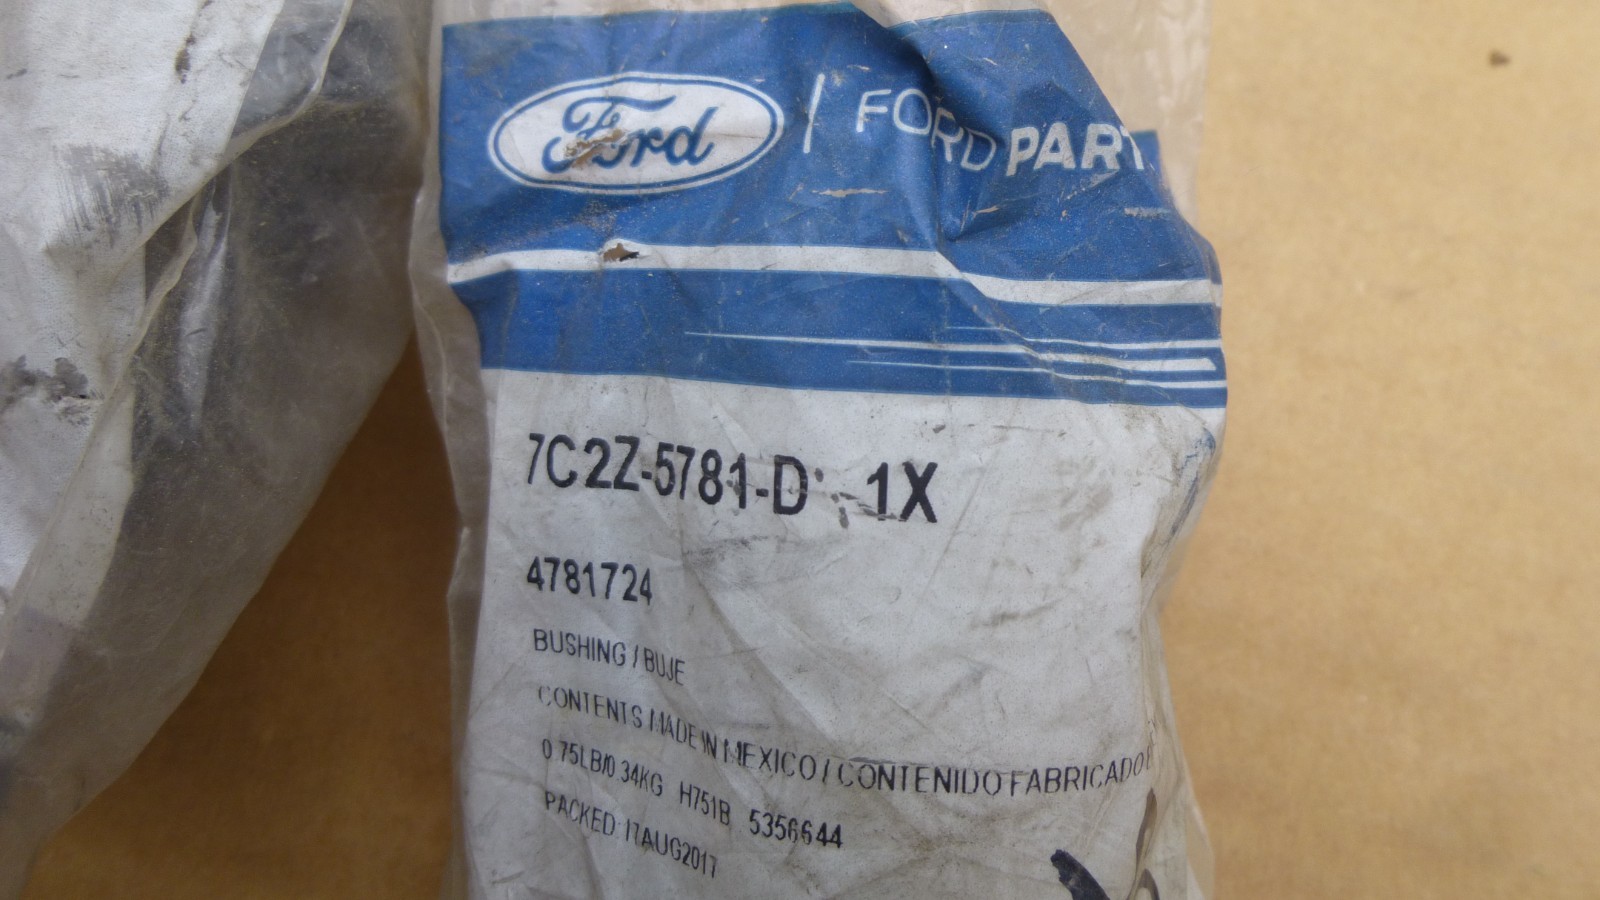 Ford | FORD PART
7C2Z-5781-D 1X
4781724
BUSHING / BUJE
CONTENTS MADE IN MEXICO / CONTENIDO FABRICADO
0.75LB/0.34KG H751B 5356644
PACKED: 17AUG2017